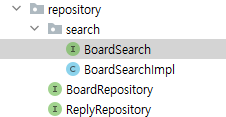 repository
search
I BoardSearch
C BoardSearchImpl
I BoardRepository
I ReplyRepository